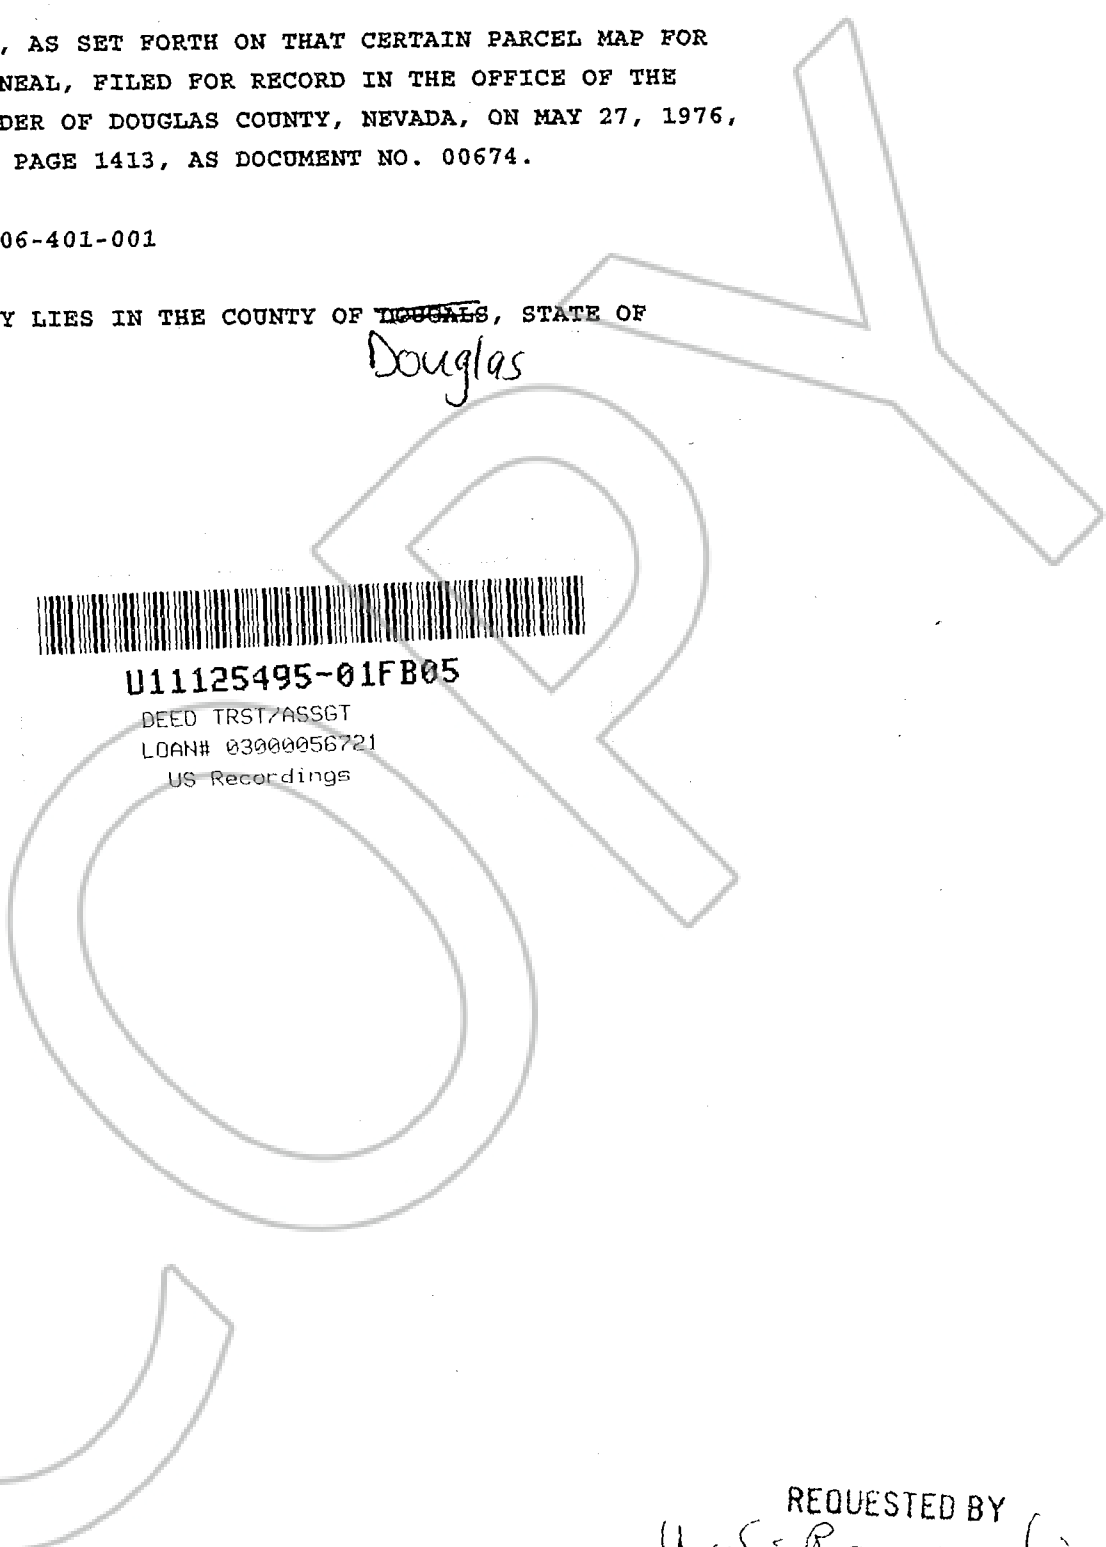 , AS SET FORTH ON THAT CERTAIN PARCEL MAP FOR
NEAL, FILED FOR RECORD IN THE OFFICE OF THE
DER OF DOUGLAS COUNTY, NEVADA, ON MAY 27, 1976,
PAGE 1413, AS DOCUMENT NO. 00674.
06-401-001
Y LIES IN THE COUNTY OF DOUGALS, STATE OF
Douglas
U11125495-01FB05
DEED TRST/ASSGT
LOAN# 03000056721
US Recordings
COPY
REQUESTED BY